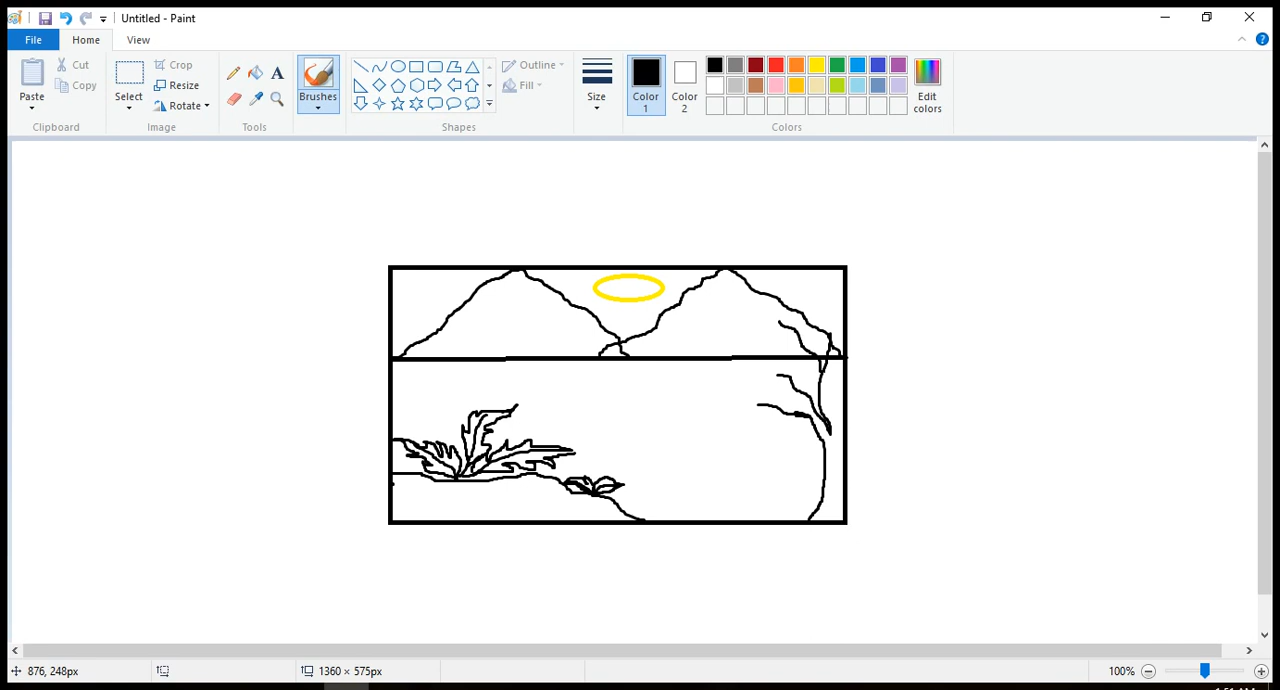 Untitled - Paint
File Home View
Paste Cut Copy
Select Crop Resize Rotate
A
Brushes
Outline Fill
Size
Color 1 Color 2
Edit colors
Clipboard Image Tools Shapes Colors
876, 248px 1360 × 575px 100%